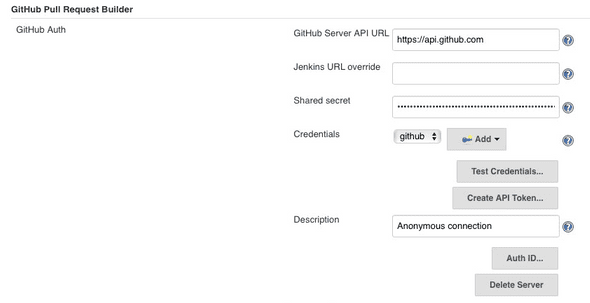 GitHub Pull Request Builder
GitHub Auth
GitHub Server API URL
https://api.github.com
Jenkins URL override
Shared secret
Credentials
github
Add
Test Credentials...
Create API Token...
Description
Anonymous connection
Auth ID...
Delete Server